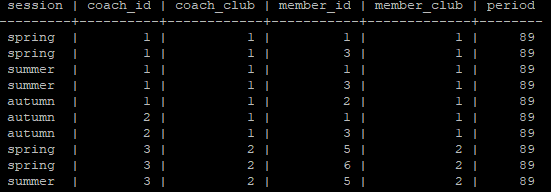 session | coach_id | coach_club | member_id | member_club | period
--------+----------+------------+-----------+-------------+--------
spring | 1 | 1 | 1 | 1 | 89
spring | 1 | 1 | 3 | 1 | 89
summer | 1 | 1 | 1 | 1 | 89
summer | 1 | 1 | 3 | 1 | 89
autumn | 1 | 1 | 2 | 1 | 89
autumn | 2 | 1 | 1 | 1 | 89
autumn | 2 | 1 | 3 | 1 | 89
spring | 3 | 2 | 5 | 2 | 89
spring | 3 | 2 | 6 | 2 | 89
summer | 3 | 2 | 5 | 2 | 89